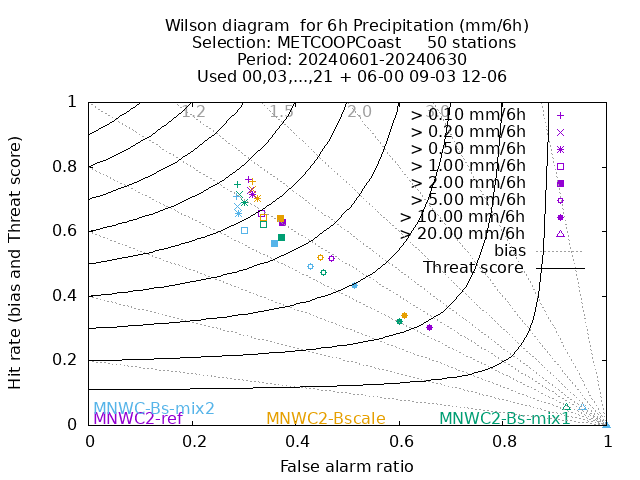 Wilson diagram  for 6h Precipitation (mm/6h)
Selection: METCOOPCoast     50 stations
Period: 20240601-20240630
Used 00,03,...,21 + 06-00 09-03 12-06
1.2 1.5 2.0 3.0
> 0.10 mm/6h
> 0.20 mm/6h
> 0.50 mm/6h
> 1.00 mm/6h
> 2.00 mm/6h
> 5.00 mm/6h
> 10.00 mm/6h
> 20.00 mm/6h
bias
Threat score
1
0.8
0.6
0.4
0.2
0
Hit rate (bias and Threat score)
MNWC-Bs-mix2
MNWC2-ref MNWC2-Bscale MNWC2-Bs-mix1
0 0.2 0.4 0.6 0.8 1
False alarm ratio